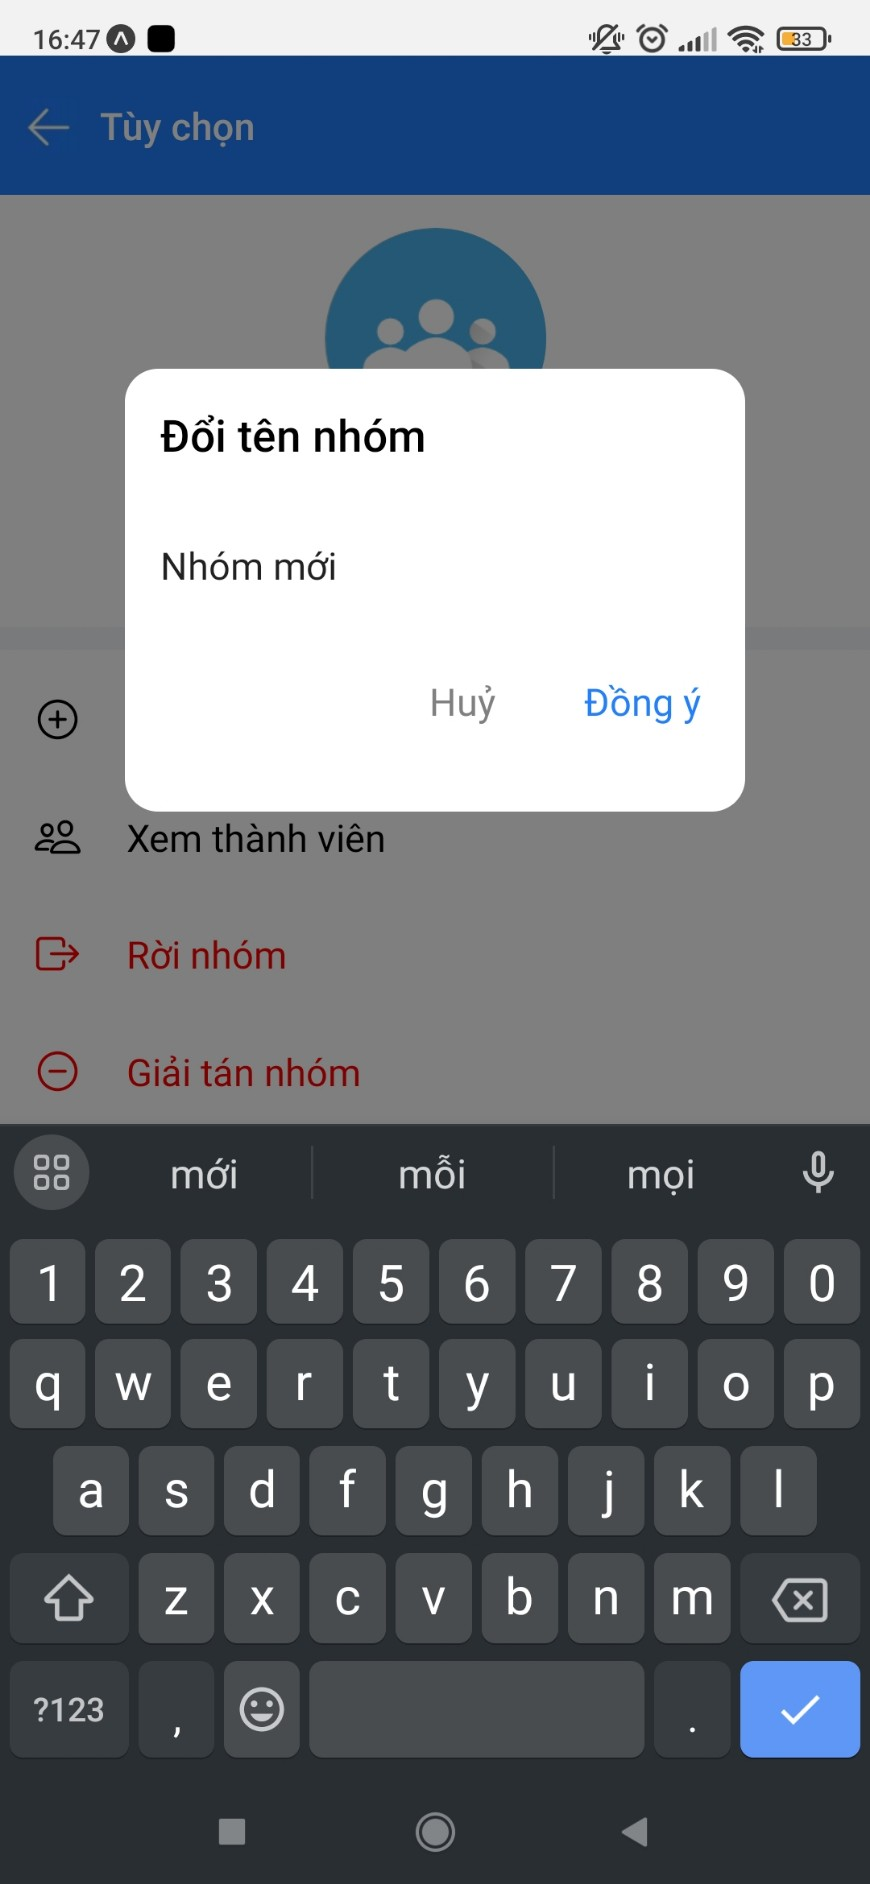 16:47
33
Tùy chọn
Đổi tên nhóm
Nhóm mới
Huỷ Đồng ý
Xem thành viên
Rời nhóm
Giải tán nhóm
mới mỗi mọi
1 2 3 4 5 6 7 8 9 0
q w e r t y u i o p
a s d f g h j k l
z x c v b n m
?123 , .